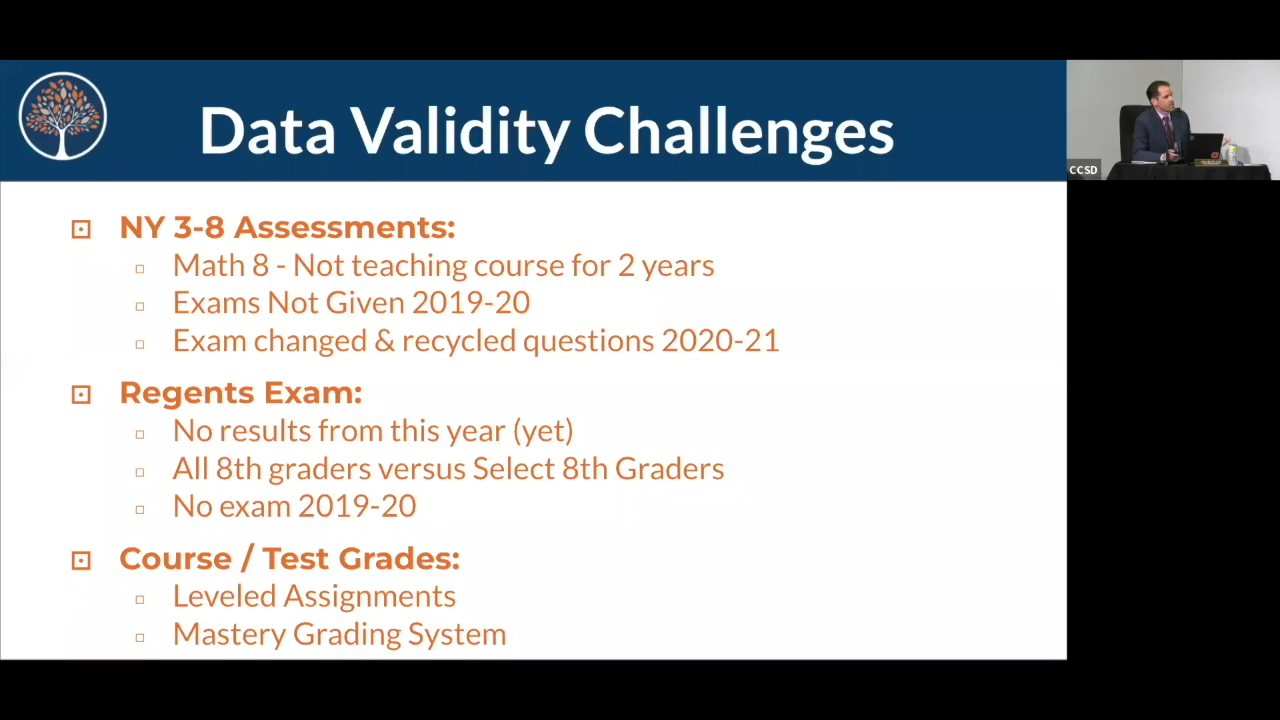 Data Validity Challenges
CCSD
NY 3-8 Assessments:
Math 8 - Not teaching course for 2 years
Exams Not Given 2019-20
Exam changed & recycled questions 2020-21
Regents Exam:
No results from this year (yet)
All 8th graders versus Select 8th Graders
No exam 2019-20
Course / Test Grades:
Leveled Assignments
Mastery Grading System